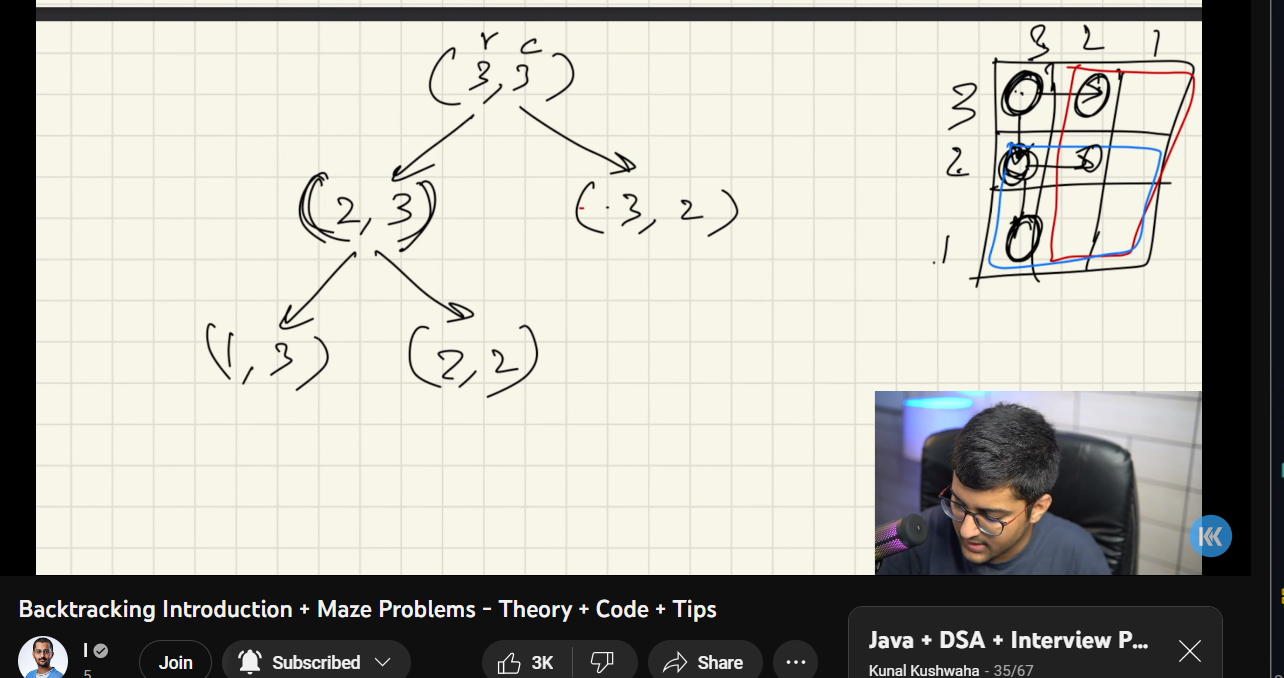 r c
(3,3)
3 2 1
3
(2,3) (3,2)
2
.1
(1,3) (2,2)
Backtracking Introduction + Maze Problems - Theory + Code + Tips
I
5
Join
Subscribed
3K
Share
Java + DSA + Interview P...
Kunal Kushwaha - 35/67